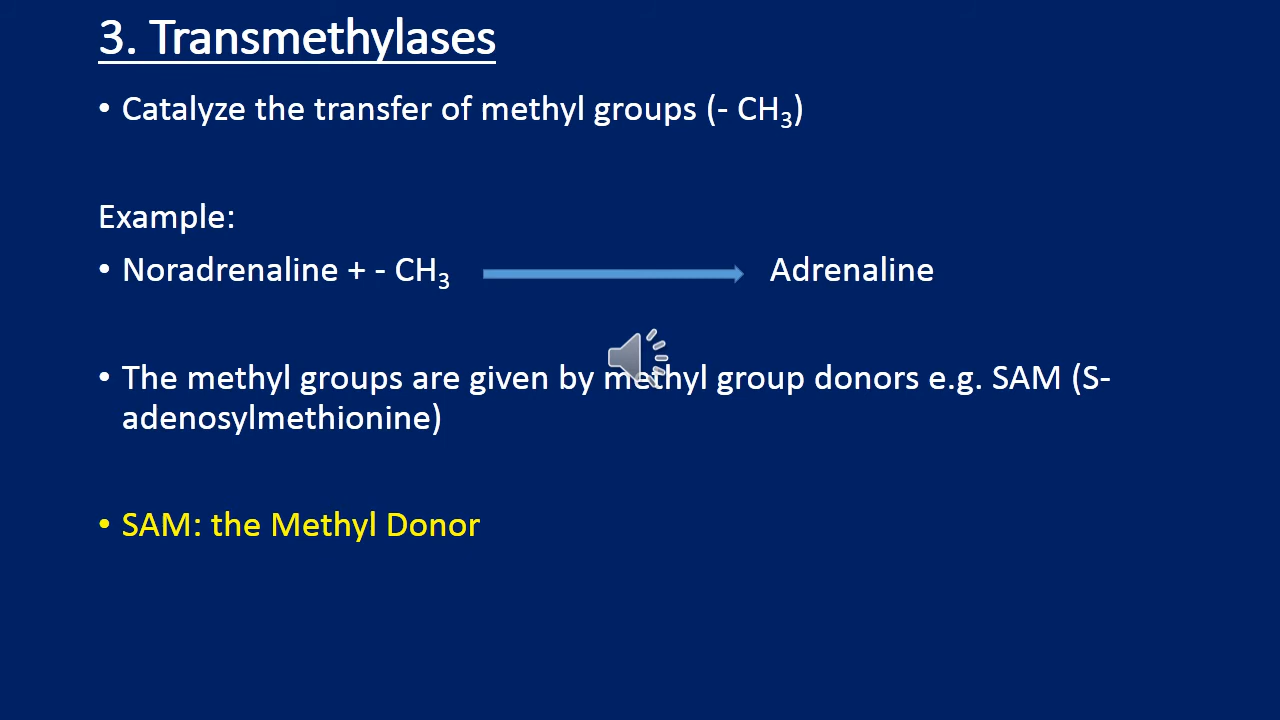 3. Transmethylases
• Catalyze the transfer of methyl groups (- CH₃)
Example:
• Noradrenaline + - CH₃ Adrenaline
• The methyl groups are given by methyl group donors e.g. SAM (S-
adenosylmethionine)
• SAM: the Methyl Donor